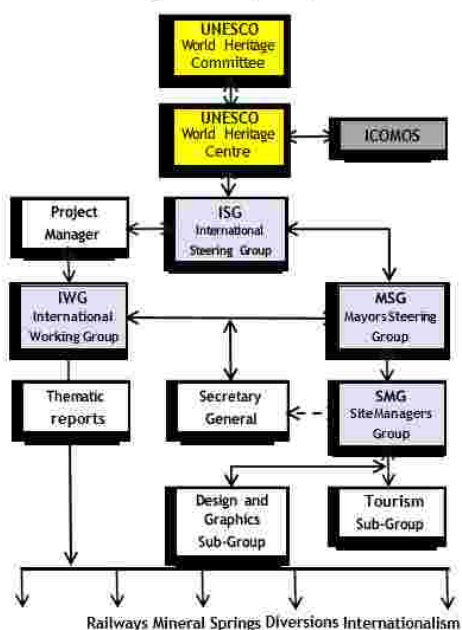 UNESCO
World Heritage
Committee
UNESCO
World Heritage
Centre
ICOMOS
Project
Manager
ISG
International
Steering Group
IWG
International
Working Group
MSG
Mayors Steering
Group
Thematic
reports
Secretary
General
SMG
SiteManagers
Group
Design and
Graphics
Sub-Group
Tourism
Sub-Group
Railways Mineral Springs Diversions Internationalism